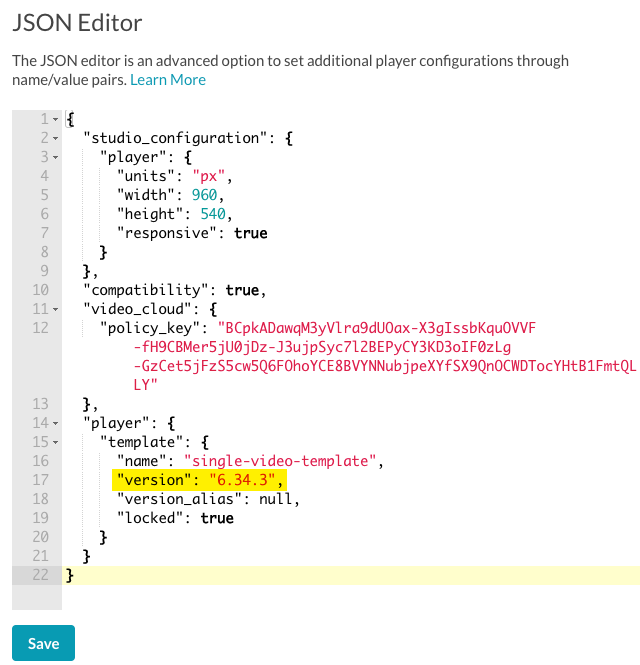 JSON Editor
The JSON editor is an advanced option to set additional player configurations through
name/value pairs. Learn More
1 {
2 "studio_configuration": {
3 "player": {
4 "units": "px",
5 "width": 960,
6 "height": 540,
7 "responsive": true
8 }
9 },
10 "compatibility": true,
11 "video_cloud": {
12 "policy_key": "BCpkADawqM3yVlra9dUOax-X3gIssbKquOVVF
-fH9CBMer5jU0jDz-J3ujpSyc7l2BEPyCY3KD3oIF0zLg
-GzCet5jFzS5cw5Q6FOhoYCE8BVYNNubjpeXYfSX9QnOCWDTocYHtB1FmtQL
LY"
13 },
14 "player": {
15 "template": {
16 "name": "single-video-template",
17 "version": "6.34.3",
18 "version_alias": null,
19 "locked": true
20 }
21 }
22 }
Save